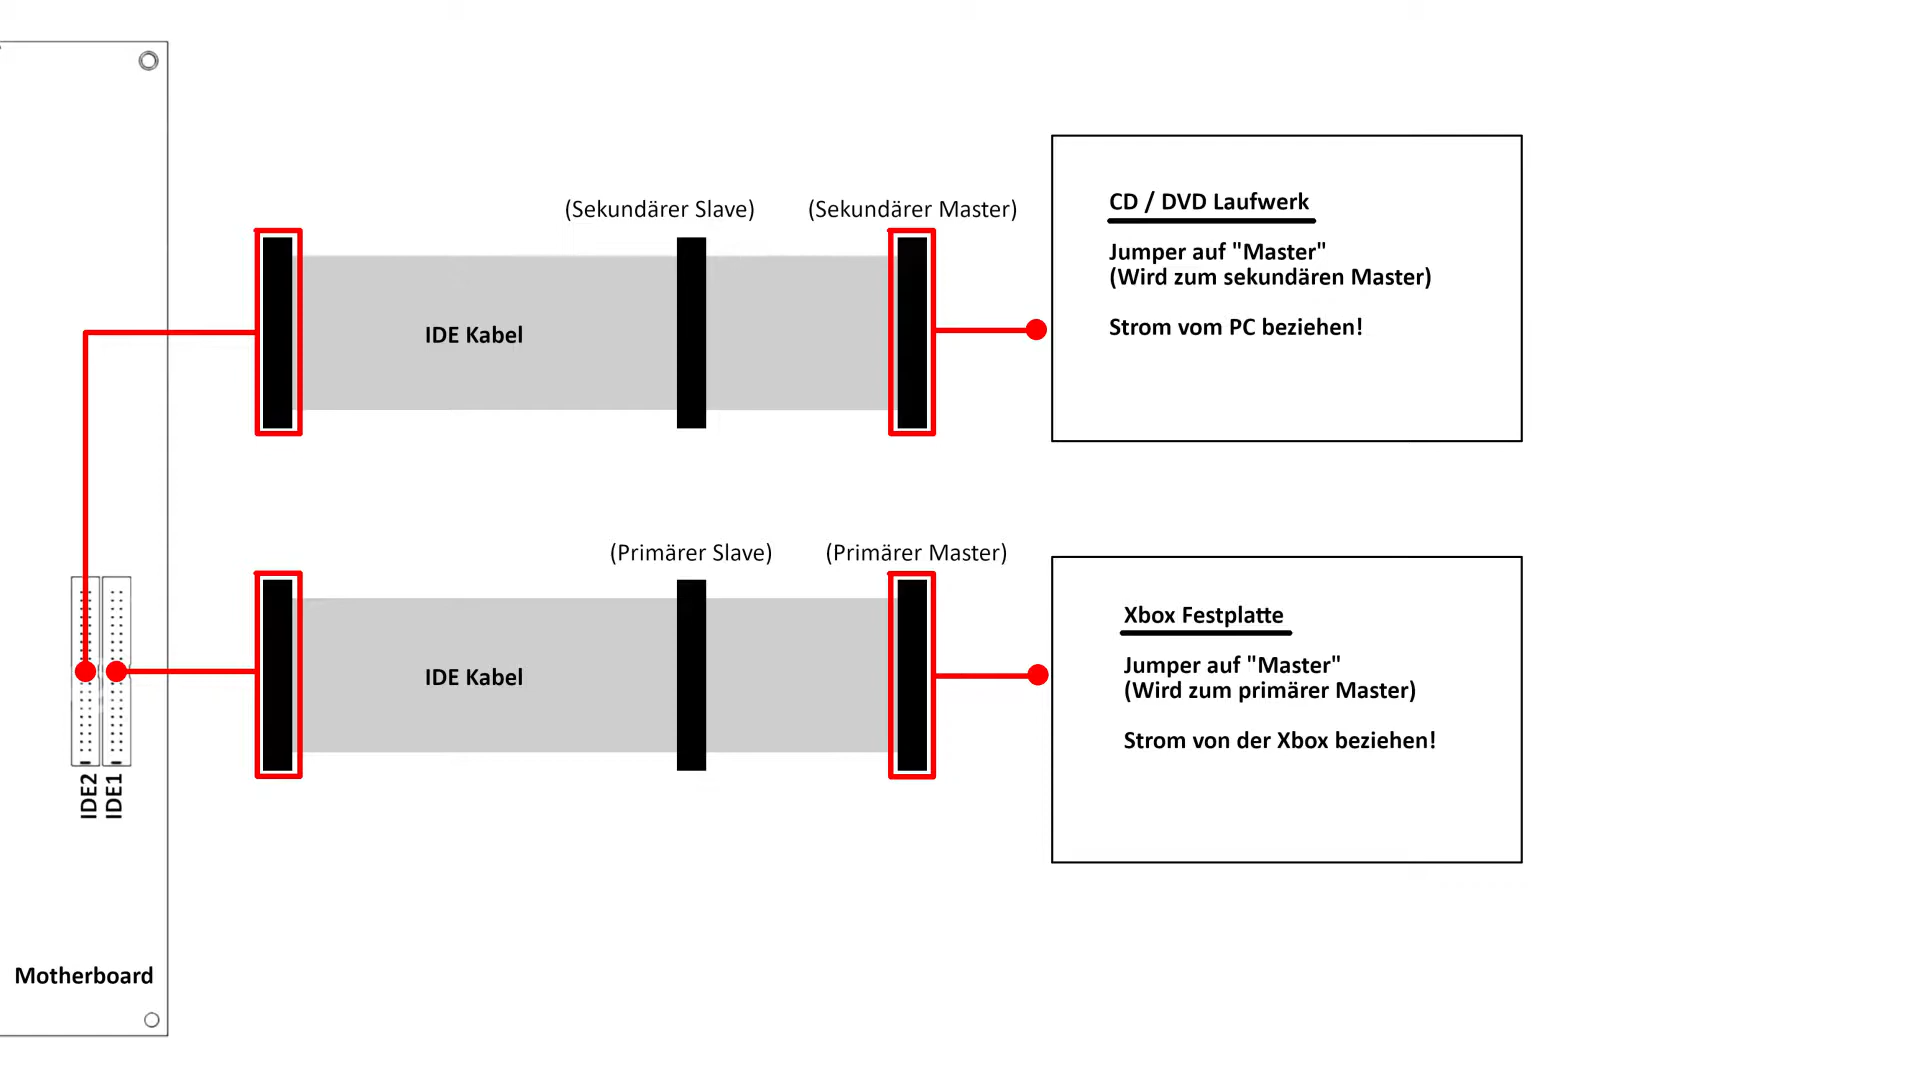 (Sekundärer Slave)
(Sekundärer Master)
IDE Kabel
CD / DVD Laufwerk
Jumper auf "Master"
(Wird zum sekundären Master)
Strom vom PC beziehen!
(Primärer Slave)
(Primärer Master)
IDE Kabel
Xbox Festplatte
Jumper auf "Master"
(Wird zum primärer Master)
Strom von der Xbox beziehen!
IDE2
IDE1
Motherboard